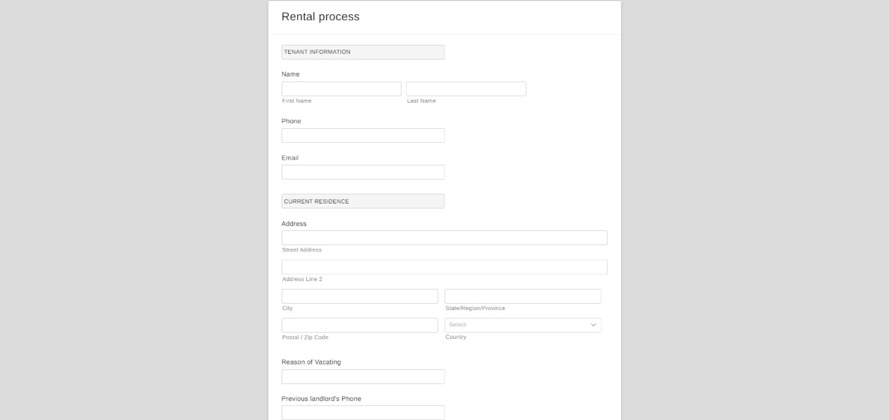 Rental process
TENANT INFORMATION
Name
First Name
Last Name
Phone
Email
CURRENT RESIDENCE
Address
Street Address
Address Line 2
City
State/Region/Province
Postal / Zip Code
Country
Reason of Vacating
Previous landlord's Phone